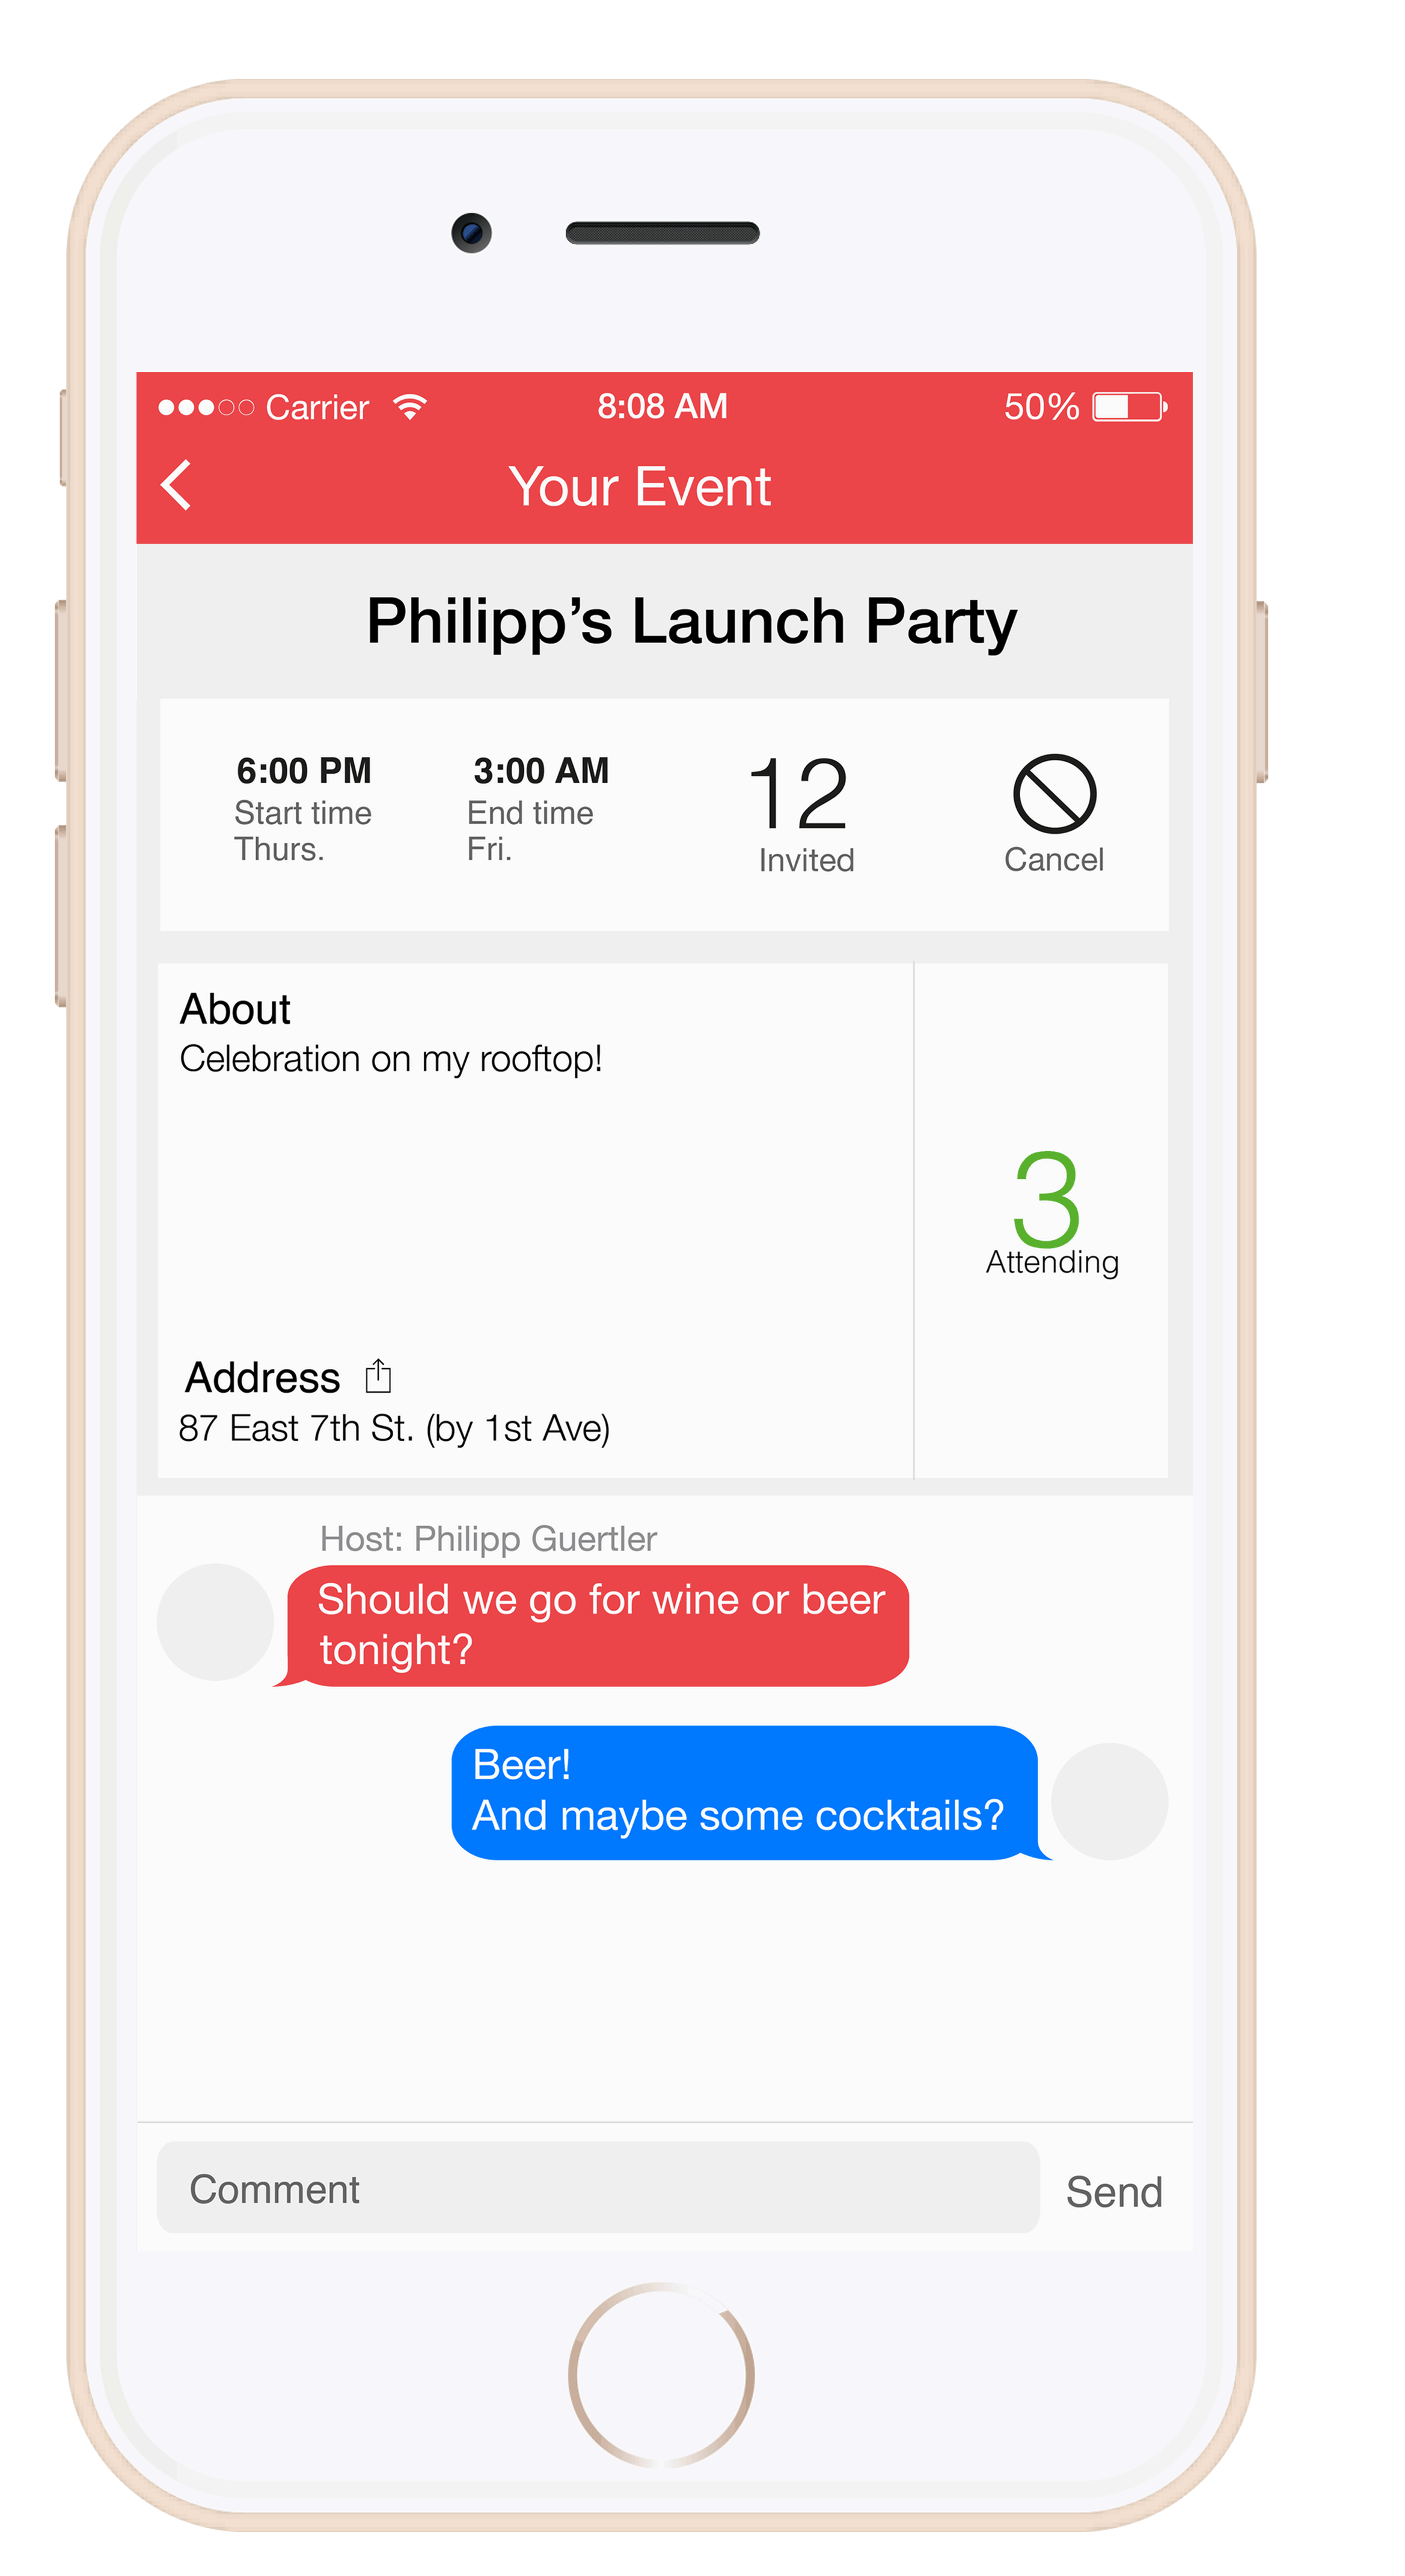 Carrier 8:08 AM 50%
Your Event
Philipp’s Launch Party
6:00 PM 3:00 AM 12
Start time End time
Thurs. Fri. Invited Cancel
About
Celebration on my rooftop!
3
Attending
Address
87 East 7th St. (by 1st Ave)
Host: Philipp Guertler
Should we go for wine or beer
tonight?
Beer!
And maybe some cocktails?
Comment Send